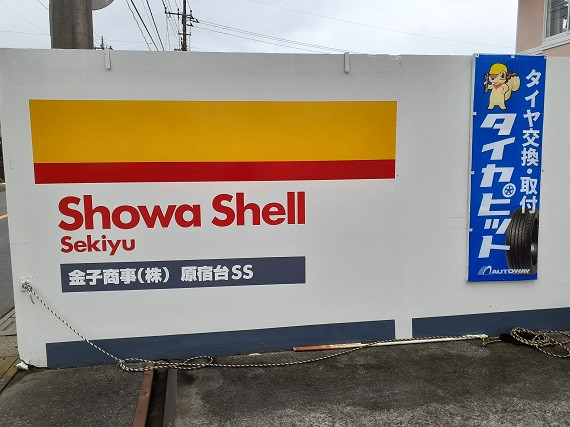 Showa Shell
Sekiyu
金子商事(株) 原宿台SS
タイヤ交換・取付
タイヤピット
AUTOWAY